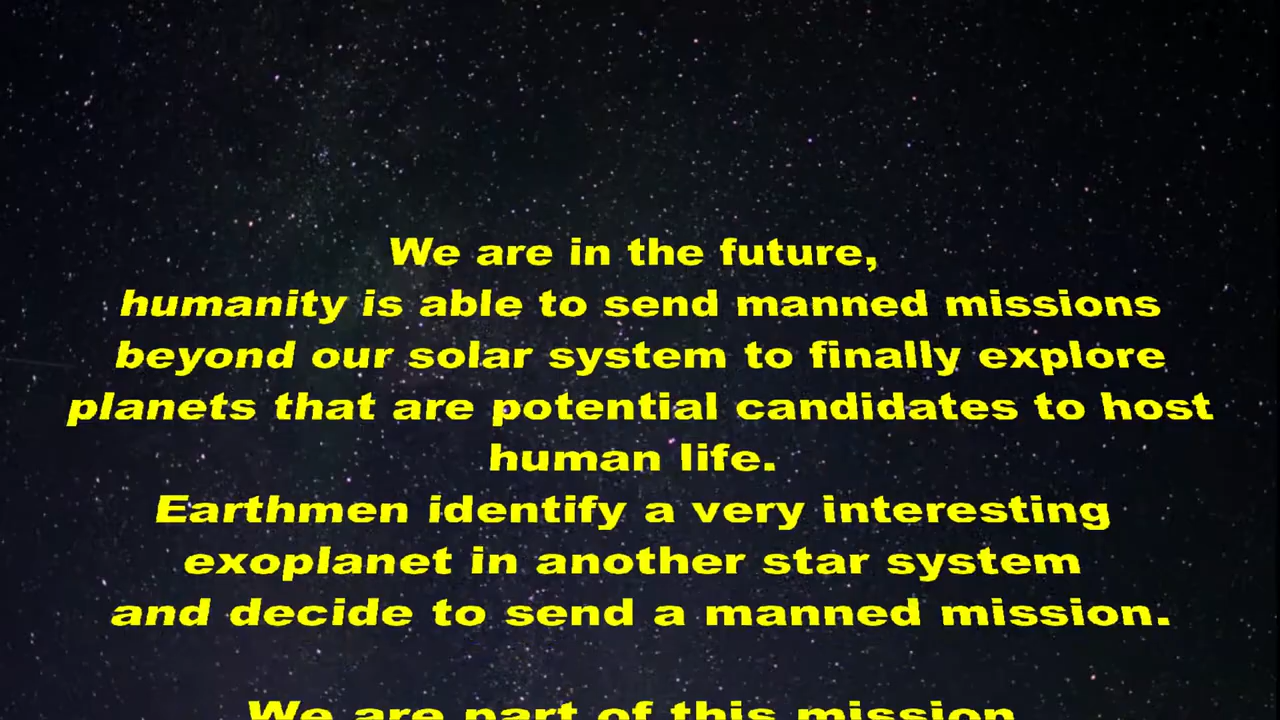 We are in the future,
humanity is able to send manned missions
beyond our solar system to finally explore
planets that are potential candidates to host
human life.
Earthmen identify a very interesting
exoplanet in another star system
and decide to send a manned mission.
We are part of this mission